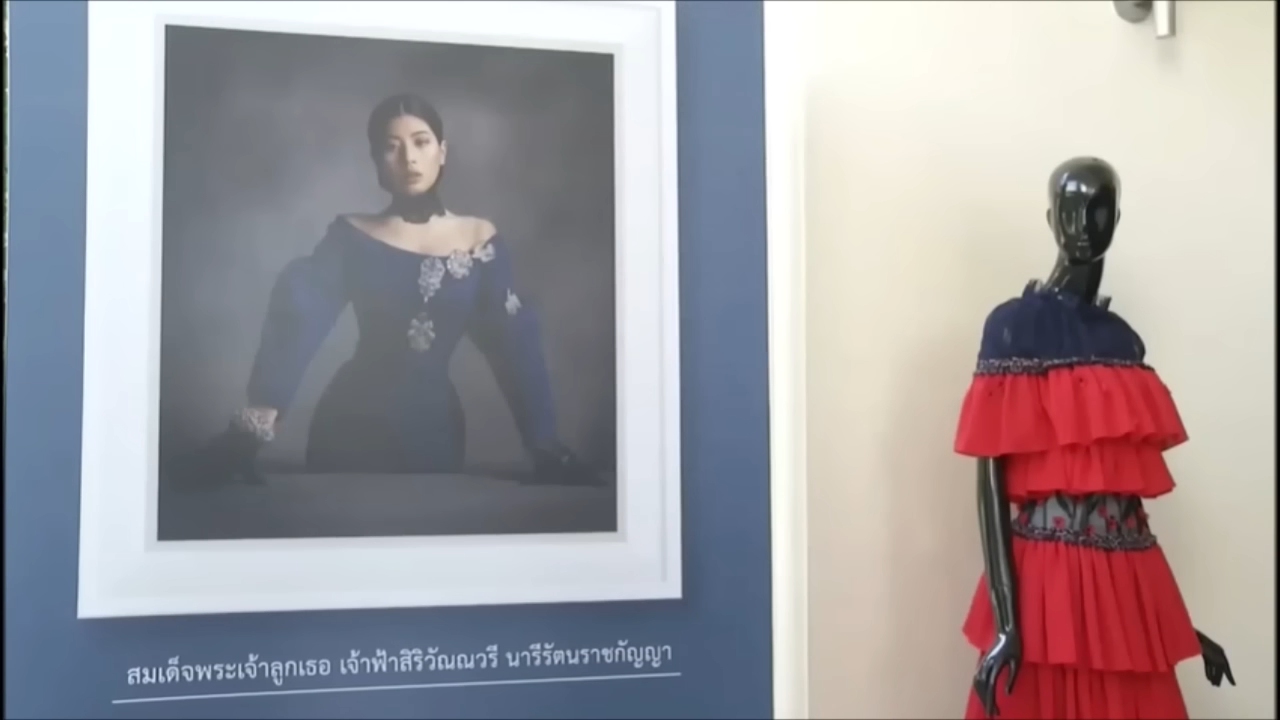 สมเด็จพระเจ้าลูกเธอ เจ้าฟ้าสิริวัณณวรี นารีรัตนราชกัญญา